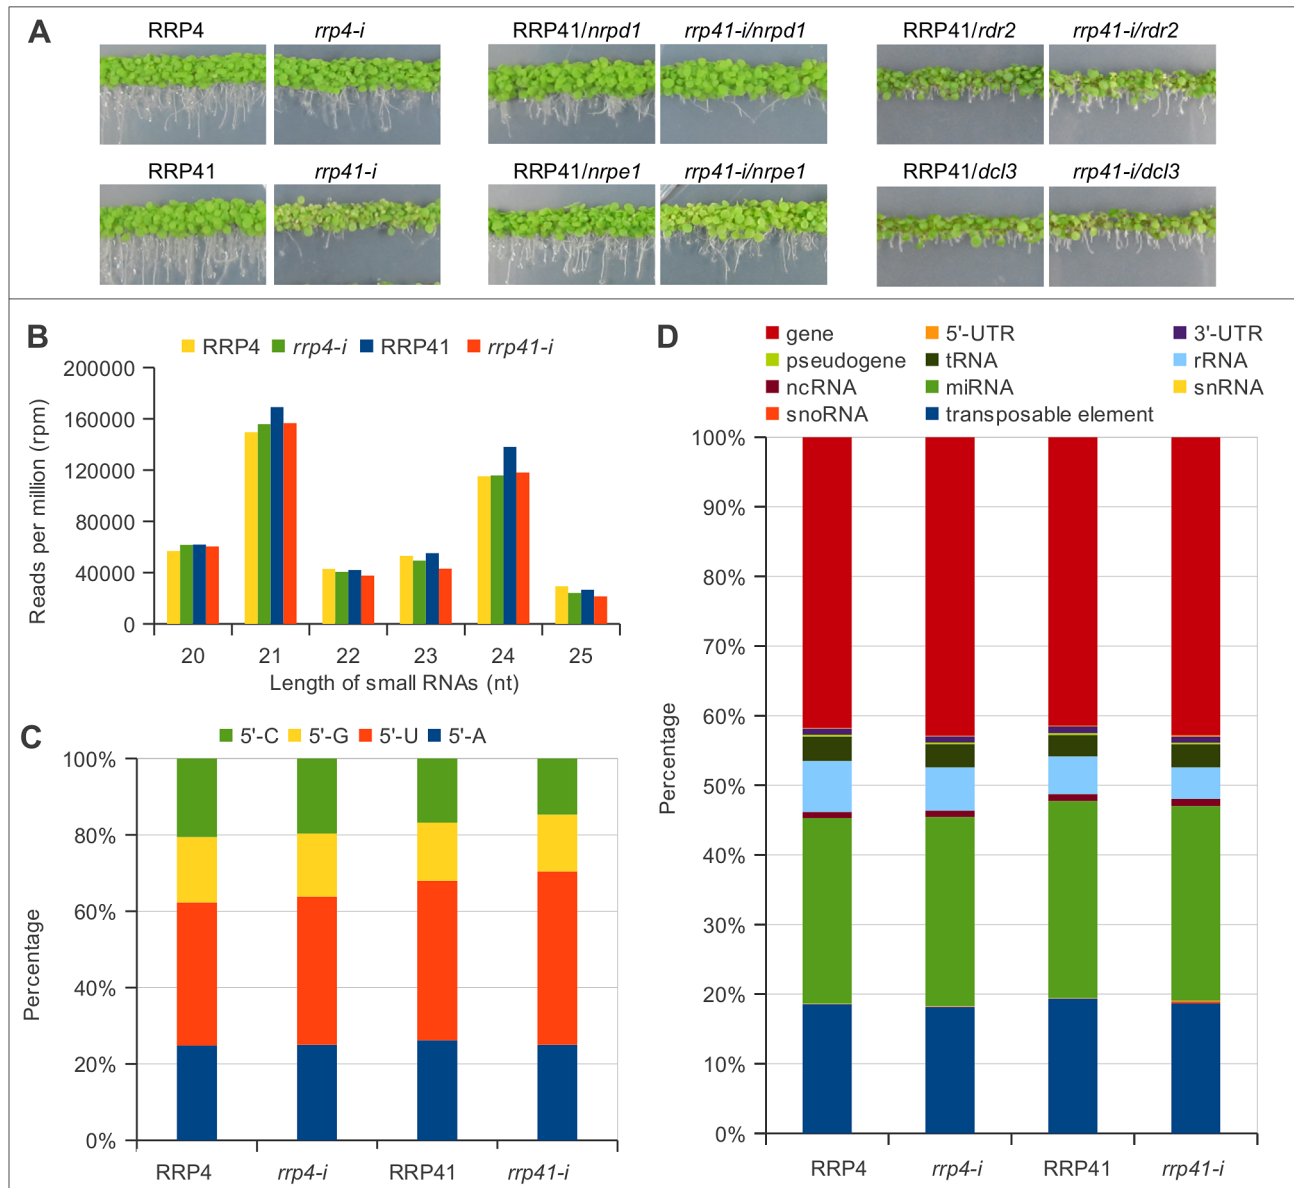 A
RRP4 rrp4-i RRP41/nrpd1 rrp41-i/nrpd1 RRP41/rdr2 rrp41-i/rdr2
RRP41 rrp41-i RRP41/nrpe1 rrp41-i/nrpe1 RRP41/dcl3 rrp41-i/dcl3
B
RRP4 rrp4-i RRP41 rrp41-i
Reads per million (rpm)
200000
160000
120000
80000
40000
0
20 21 22 23 24 25
Length of small RNAs (nt)
C
5'-C 5'-G 5'-U 5'-A
Percentage
100%
80%
60%
40%
20%
0%
RRP4 rrp4-i RRP41 rrp41-i
D
gene 5'-UTR 3'-UTR
pseudogene tRNA rRNA
ncRNA miRNA snRNA
snoRNA transposable element
Percentage
100%
90%
80%
70%
60%
50%
40%
30%
20%
10%
0%
RRP4 rrp4-i RRP41 rrp41-i